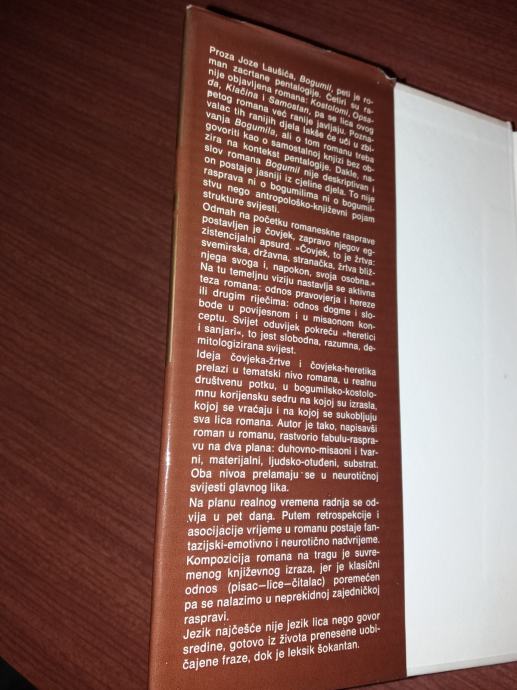 Proza Joze Laušića, Bogumil, peti je ro-
man zacrtane pentalogije. Četiri su ra-
nije objavljena romana: Kostolomi, Opsa-
da, Klačina i Samostan, pa se lica ovog
petog romana već ranije javljaju. Pozna-
valac tih ranijih djela lakše će ući u zbi-
vanja Bogumila, ali o tom romanu treba
govoriti kao o samostalnoj knjizi bez ob-
zira na kontekst pentalogije. Dakle, na-
slov romana Bogumil nije deskriptivan i
on postaje jasniji iz cjeline djela. To nije
rasprava ni o bogumilima ni o bogumil-
stvu nego antropološko-književni pojam
strukture svijesti.
Odmah na početku romaneskne rasprave
postavljen je čovjek, zapravo njegov eg-
zistencijalni apsurd. »Čovjek, to je žrtva:
svemirska, državna, stranačka, žrtva bliž-
njega svoga i, napokon, svoja osobna.«
Na tu temeljnu viziju nastavlja se aktivna
teza romana: odnos pravovjerja i hereze
ili drugim riječima: odnos dogme i slo-
bode u povijesnom i u misaonom kon-
ceptu. Svijet oduvijek pokreću »heretici
i sanjari«, to jest slobodna, razumna, de-
mitologizirana svijest.
Ideja čovjeka-žrtve i čovjeka-heretika
prelazi u tematski nivo romana, u realnu
društvenu potku, u bogumilsko-kostolo-
mnu korijensku sedru na kojoj su izrasla,
kojoj se vraćaju i na kojoj se sukobljuju
sva lica romana. Autor je tako, napisavši
roman u romanu, rastvorio fabulu-raspra-
vu na dva plana: duhovno-misaoni i tvar-
ni, materijalni, ljudsko-otuđeni, substrat.
Oba nivoa prelamaju se u neurotičnoj
svijesti glavnog lika.
Na planu realnog vremena radnja se od-
vija u pet dana. Putem retrospekcije i
asocijacije vrijeme u romanu postaje fan-
tazijski-emotivno i neurotično nadvrijeme.
Kompozicija romana na tragu je suvre-
menog književnog izraza, jer je klasični
odnos (pisac—lice—čitalac) poremećen
pa se nalazimo u neprekidnoj zajedničkoj
raspravi.
Jezik najčešće nije jezik lica nego govor
sredine, gotovo iz života prenesene uobi-
čajene fraze, dok je leksik šokantan.